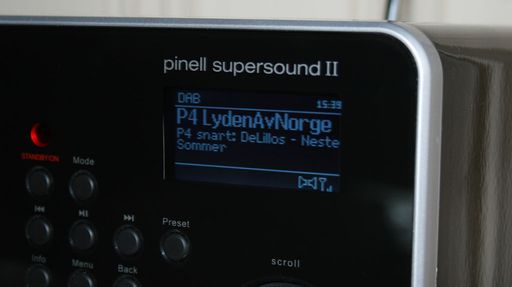 pinell supersound II
DAB 15:39
P4 LydenAvNorge
P4 snart: DeLillos - Neste
Sommer
STANDBY/ON
Mode
Preset
Info
Menu
Back
scroll